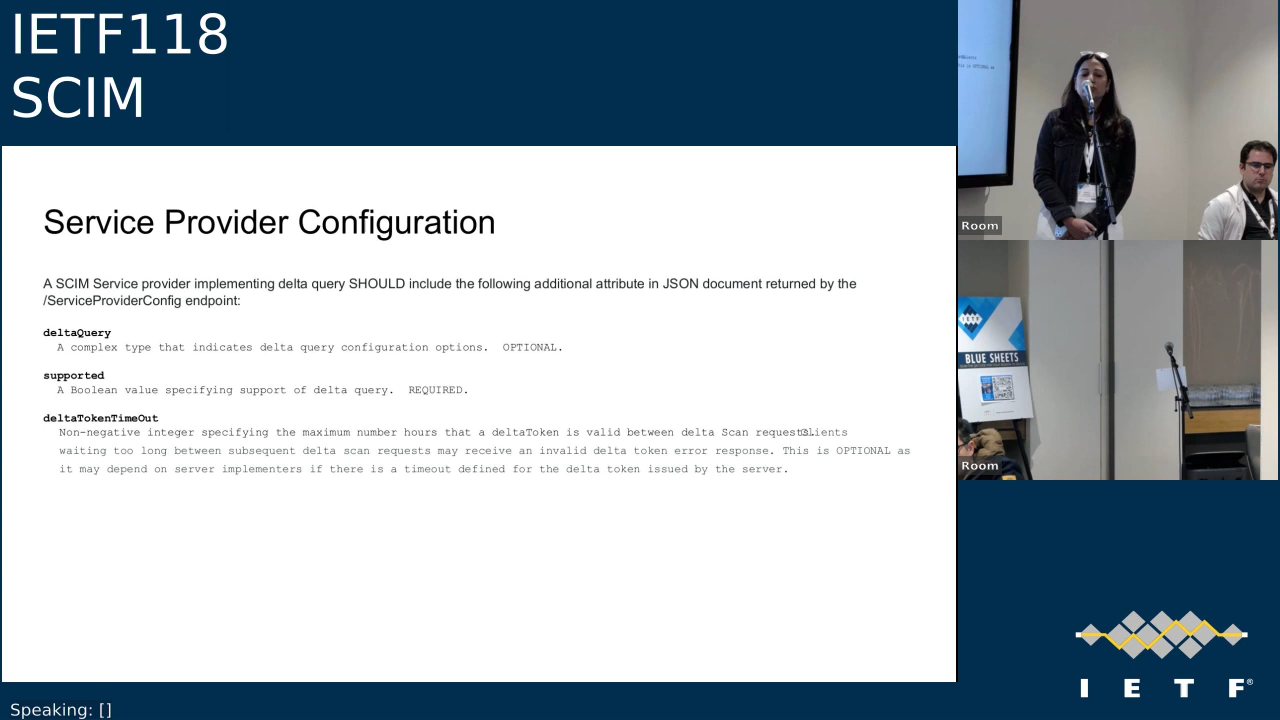 IETF118
SCIM
Service Provider Configuration
A SCIM Service provider implementing delta query SHOULD include the following additional attribute in JSON document returned by the
/ServiceProviderConfig endpoint:
deltaQuery
A complex type that indicates delta query configuration options.  OPTIONAL.
supported
A Boolean value specifying support of delta query.  REQUIRED.
deltaTokenTimeOut
Non-negative integer specifying the maximum number hours that a deltaToken is valid between delta Scan requests. Clients
waiting too long between subsequent delta scan requests may receive an invalid delta token error response. This is OPTIONAL as
it may depend on server implementers if there is a timeout defined for the delta token issued by the server.
Room
BLUE SHEETS
Room
I E T F®
Speaking: []